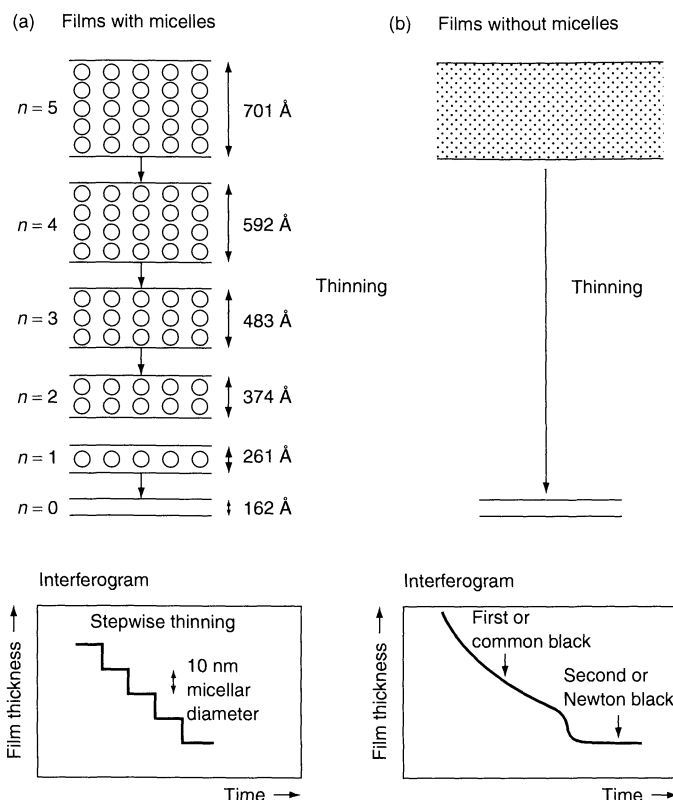 (a) Films with micelles
n = 5
701 Å
n = 4
592 Å
n = 3
483 Å
n = 2
374 Å
n = 1
261 Å
n = 0
162 Å
Thinning
Interferogram
Film thickness
Stepwise thinning
10 nm
micellar
diameter
Time
(b) Films without micelles
Thinning
Interferogram
Film thickness
First or
common black
Second or
Newton black
Time